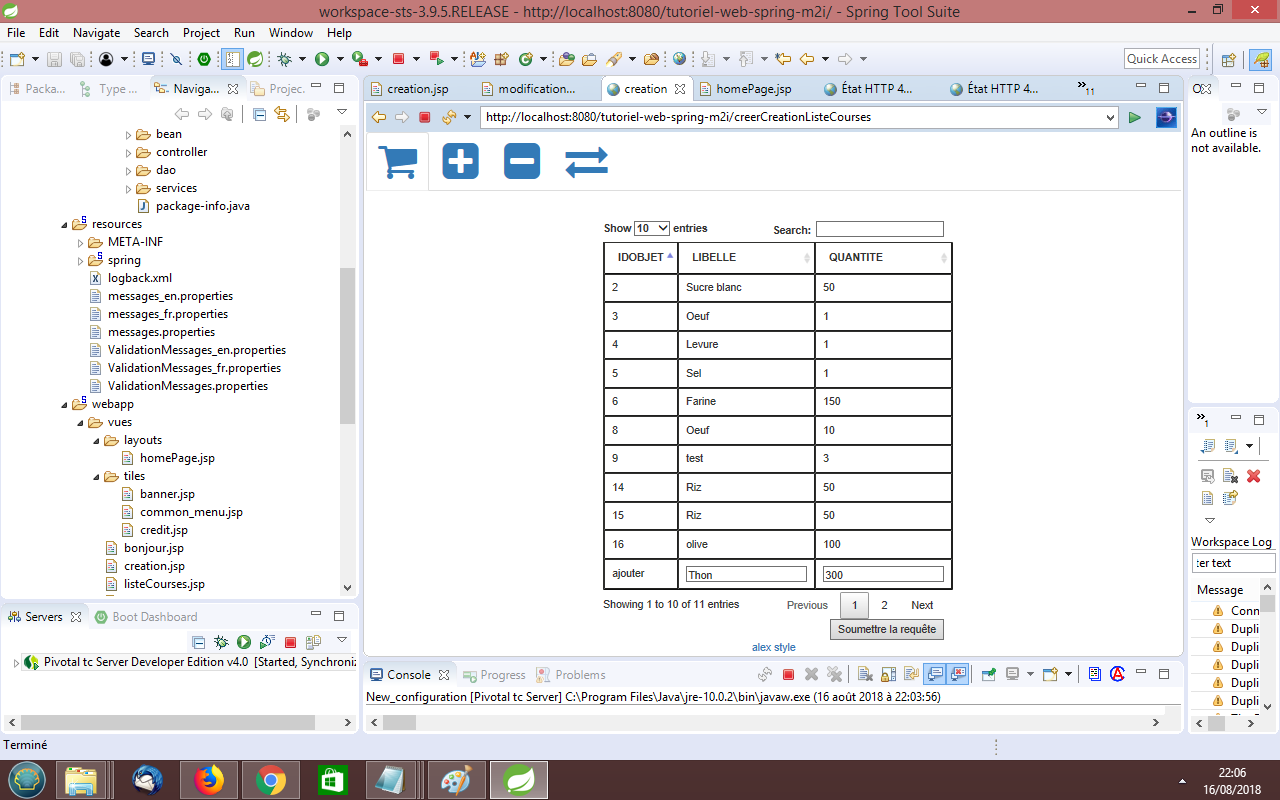 workspace-sts-3.9.5.RELEASE - http://localhost:8080/tutoriel-web-spring-m2i/ - Spring Tool Suite
File Edit Navigate Search Project Run Window Help
Quick Access
Packa... Type ... Naviga... Projec...
bean
controller
dao
services
package-info.java
resources
META-INF
spring
logback.xml
messages_en.properties
messages_fr.properties
messages.properties
ValidationMessages_en.properties
ValidationMessages_fr.properties
ValidationMessages.properties
webapp
vues
layouts
homePage.jsp
tiles
banner.jsp
common_menu.jsp
credit.jsp
bonjour.jsp
creation.jsp
listeCourses.jsp
Servers Boot Dashboard
Pivotal tc Server Developer Edition v4.0 [Started, Synchroniz
creation.jsp modification... creation homePage.jsp État HTTP 4... État HTTP 4... 11
http://localhost:8080/tutoriel-web-spring-m2i/creerCreationListeCourses
Show 10 entries Search:
IDOBJET LIBELLE QUANTITE
2 Sucre blanc 50
3 Oeuf 1
4 Levure 1
5 Sel 1
6 Farine 150
8 Oeuf 10
9 test 3
14 Riz 50
15 Riz 50
16 olive 100
ajouter Thon 300
Showing 1 to 10 of 11 entries Previous 1 2 Next
Soumettre la requête
alex style
Console Progress Problems
New_configuration [Pivotal tc Server] C:\Program Files\Java\jre-10.0.2\bin\javaw.exe (16 août 2018 à 22:03:56)
An outline is
not available.
1
Workspace Log
:er text
Message
Conn
Dupli
Dupli
Dupli
Dupli
Dupli
Terminé
22:06
16/08/2018